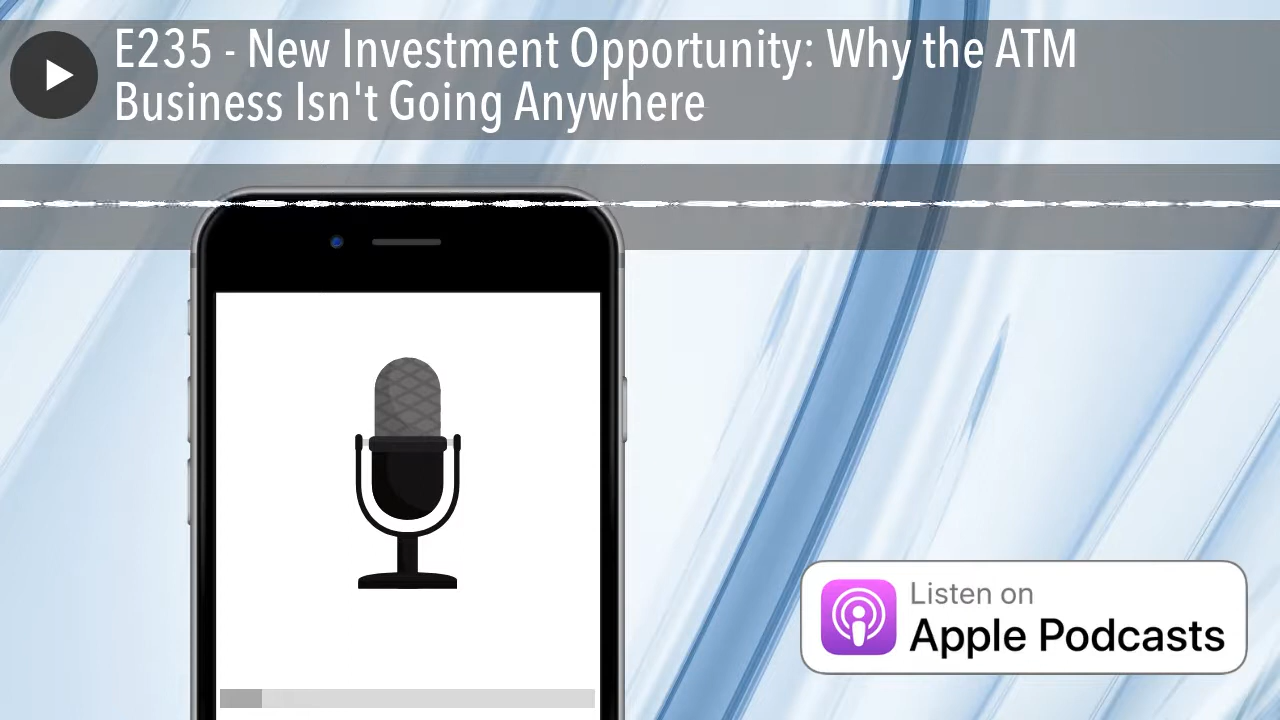 E235 - New Investment Opportunity: Why the ATM
Business Isn't Going Anywhere
Listen on
Apple Podcasts